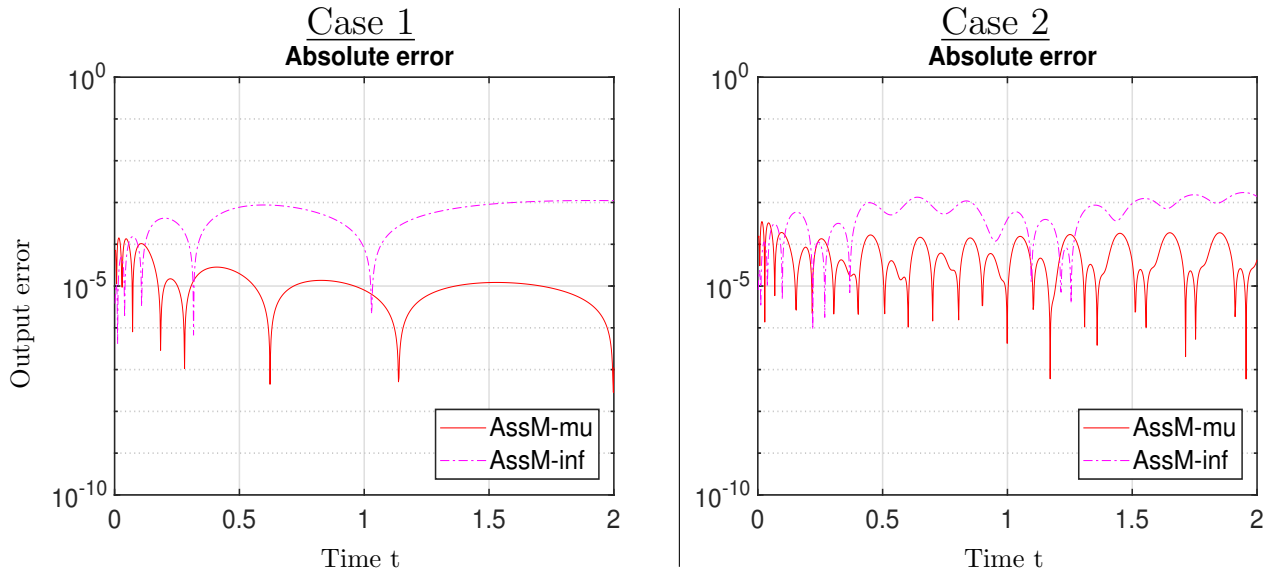 Case 1
Absolute error
10^0
10^-5
10^-10
Output error
0 0.5 1 1.5 2
Time t
AssM-mu
AssM-inf
Case 2
Absolute error
10^0
10^-5
10^-10
0 0.5 1 1.5 2
Time t
AssM-mu
AssM-inf